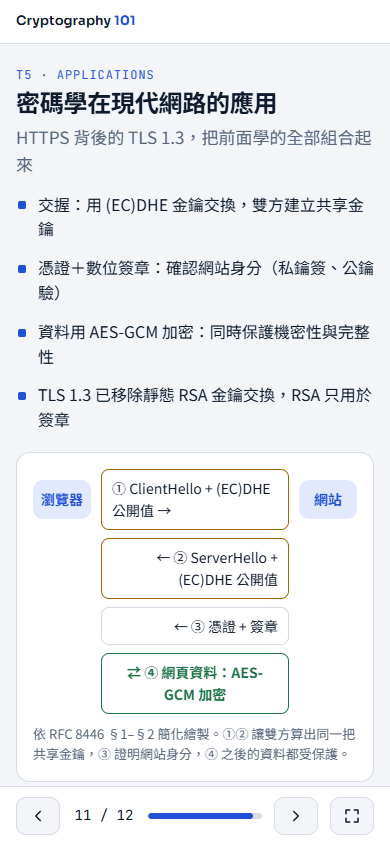 Cryptography 101
T5 · APPLICATIONS
密碼學在現代網路的應用
HTTPS 背後的 TLS 1.3，把前面學的全部組合起
來
交握：用 (EC)DHE 金鑰交換，雙方建立共享金
鑰
憑證＋數位簽章：確認網站身分（私鑰簽、公鑰
驗）
資料用 AES-GCM 加密：同時保護機密性與完整
性
TLS 1.3 已移除靜態 RSA 金鑰交換，RSA 只用於
簽章
瀏覽器
① ClientHello + (EC)DHE
公開值 →
網站
← ② ServerHello +
(EC)DHE 公開值
← ③ 憑證 + 簽章
⇄ ④ 網頁資料：AES-
GCM 加密
依 RFC 8446 §1–§2 簡化繪製。①② 讓雙方算出同一把
共享金鑰，③ 證明網站身分，④ 之後的資料都受保護。
11 / 12